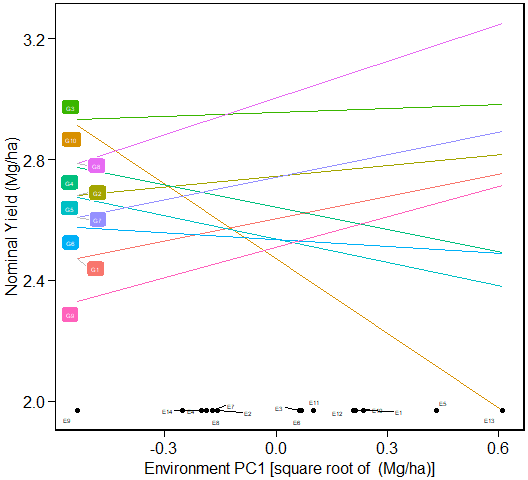 3.2
2.8
2.4
2.0
Nominal Yield (Mg/ha)
G3
G10
G8
G4
G2
G5
G7
G6
G1
G9
E9
E14
E4
E7
E8
E2
E3
E11
E6
E12
E1
E5
E13
-0.3
0.0
0.3
0.6
Environment PC1 [square root of (Mg/ha)]